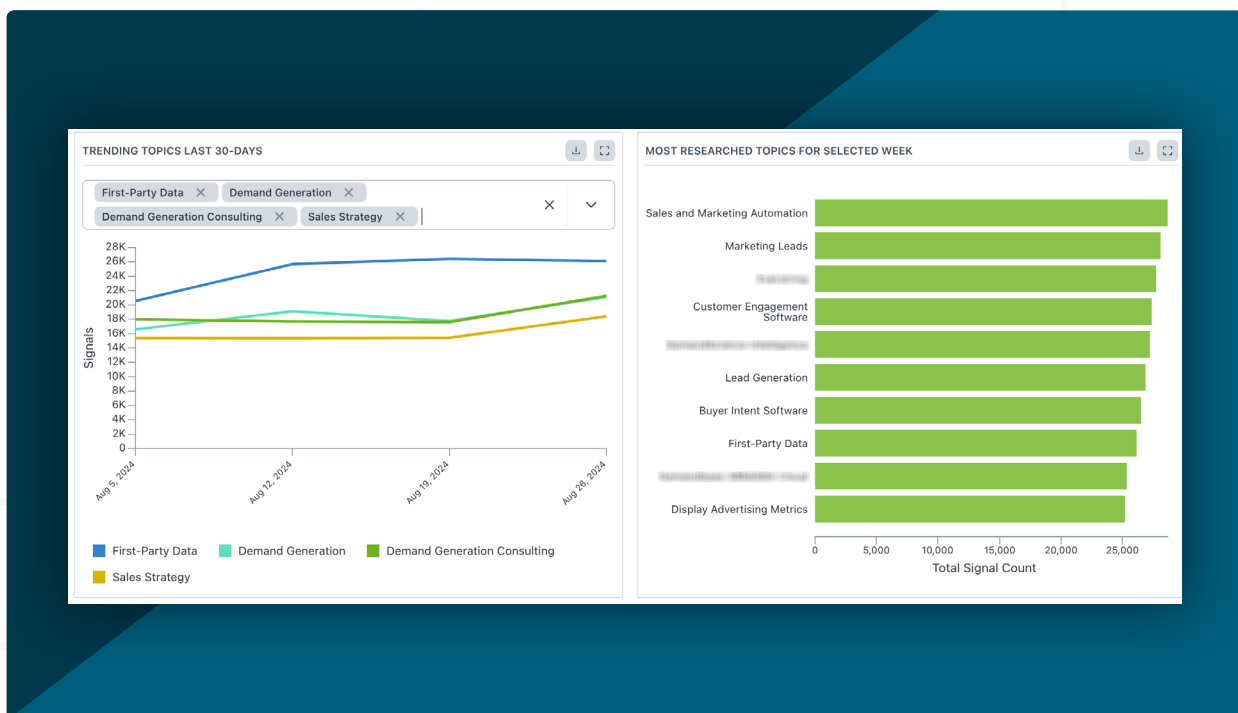 TRENDING TOPICS LAST 30-DAYS
First-Party Data
Demand Generation
Demand Generation Consulting
Sales Strategy
28K
26K
24K
22K
20K
18K
16K
14K
12K
10K
8K
6K
4K
2K
0
Signals
Aug 5, 2024
Aug 12, 2024
Aug 19, 2024
Aug 26, 2024
First-Party Data
Demand Generation
Demand Generation Consulting
Sales Strategy
MOST RESEARCHED TOPICS FOR SELECTED WEEK
Sales and Marketing Automation
Marketing Leads
Customer Engagement
Software
Lead Generation
Buyer Intent Software
First-Party Data
Display Advertising Metrics
0
5,000
10,000
15,000
20,000
25,000
Total Signal Count